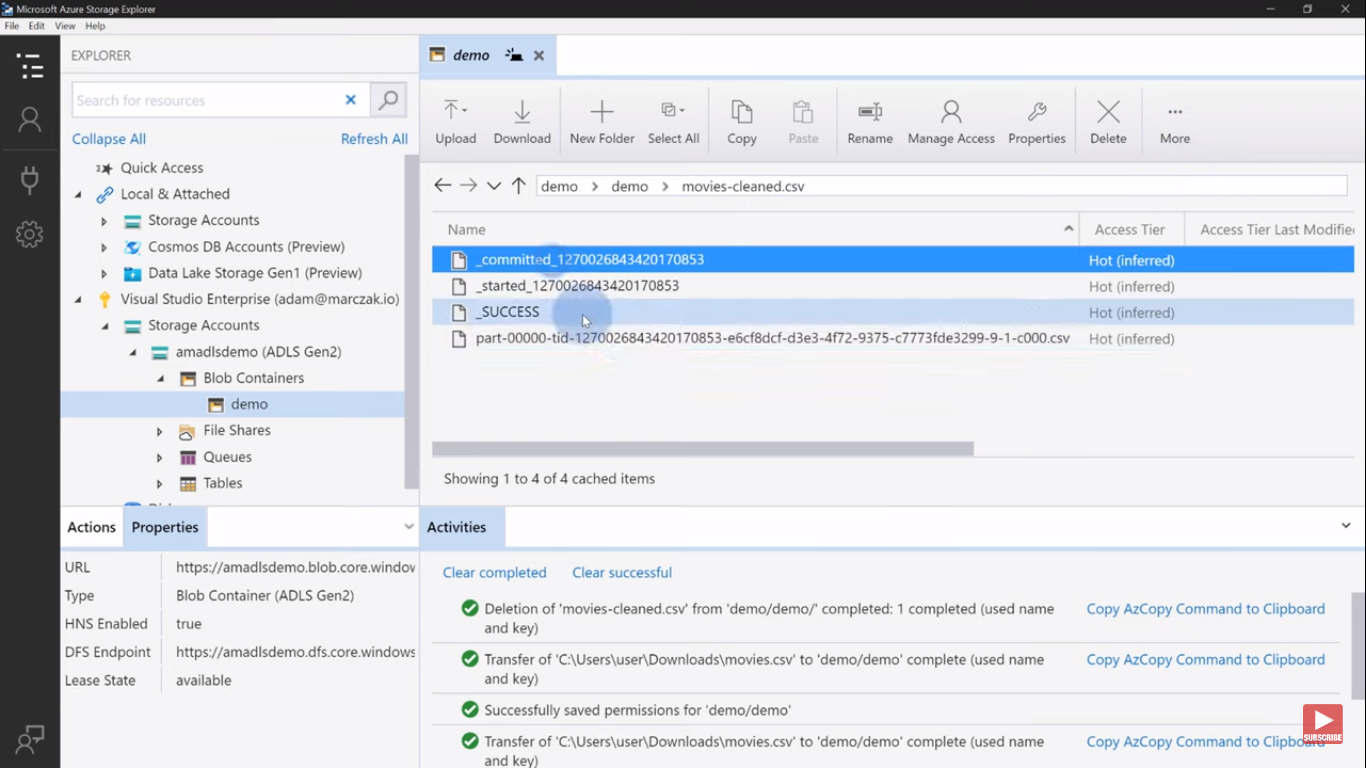 Microsoft Azure Storage Explorer
File Edit View Help
EXPLORER
Search for resources
Collapse All Refresh All
Quick Access
Local & Attached
Storage Accounts
Cosmos DB Accounts (Preview)
Data Lake Storage Gen1 (Preview)
Visual Studio Enterprise (adam@marczak.io)
Storage Accounts
amadlsdemo (ADLS Gen2)
Blob Containers
demo
File Shares
Queues
Tables
Actions Properties
URL https://amadlsdemo.blob.core.window
Type Blob Container (ADLS Gen2)
HNS Enabled true
DFS Endpoint https://amadlsdemo.dfs.core.windows
Lease State available
demo
Upload Download New Folder Select All Copy Paste Rename Manage Access Properties Delete More
demo demo movies-cleaned.csv
Name Access Tier Access Tier Last Modified
_committed_1270026843420170853 Hot (inferred)
_started_1270026843420170853 Hot (inferred)
_SUCCESS Hot (inferred)
part-00000-tid-1270026843420170853-e6cf8dcf-d3e3-4f72-9375-c7773fde3299-9-1-c000.csv Hot (inferred)
Showing 1 to 4 of 4 cached items
Activities
Clear completed Clear successful
Deletion of 'movies-cleaned.csv' from 'demo/demo/' completed: 1 completed (used name Copy AzCopy Command to Clipboard
and key)
Transfer of 'C:\Users\user\Downloads\movies.csv' to 'demo/demo' complete (used name Copy AzCopy Command to Clipboard
and key)
Successfully saved permissions for 'demo/demo'
Transfer of 'C:\Users\user\Downloads\movies.csv' to 'demo/demo' complete (used name Copy AzCopy Command to Clipboard
and key)
SUBSCRIBE